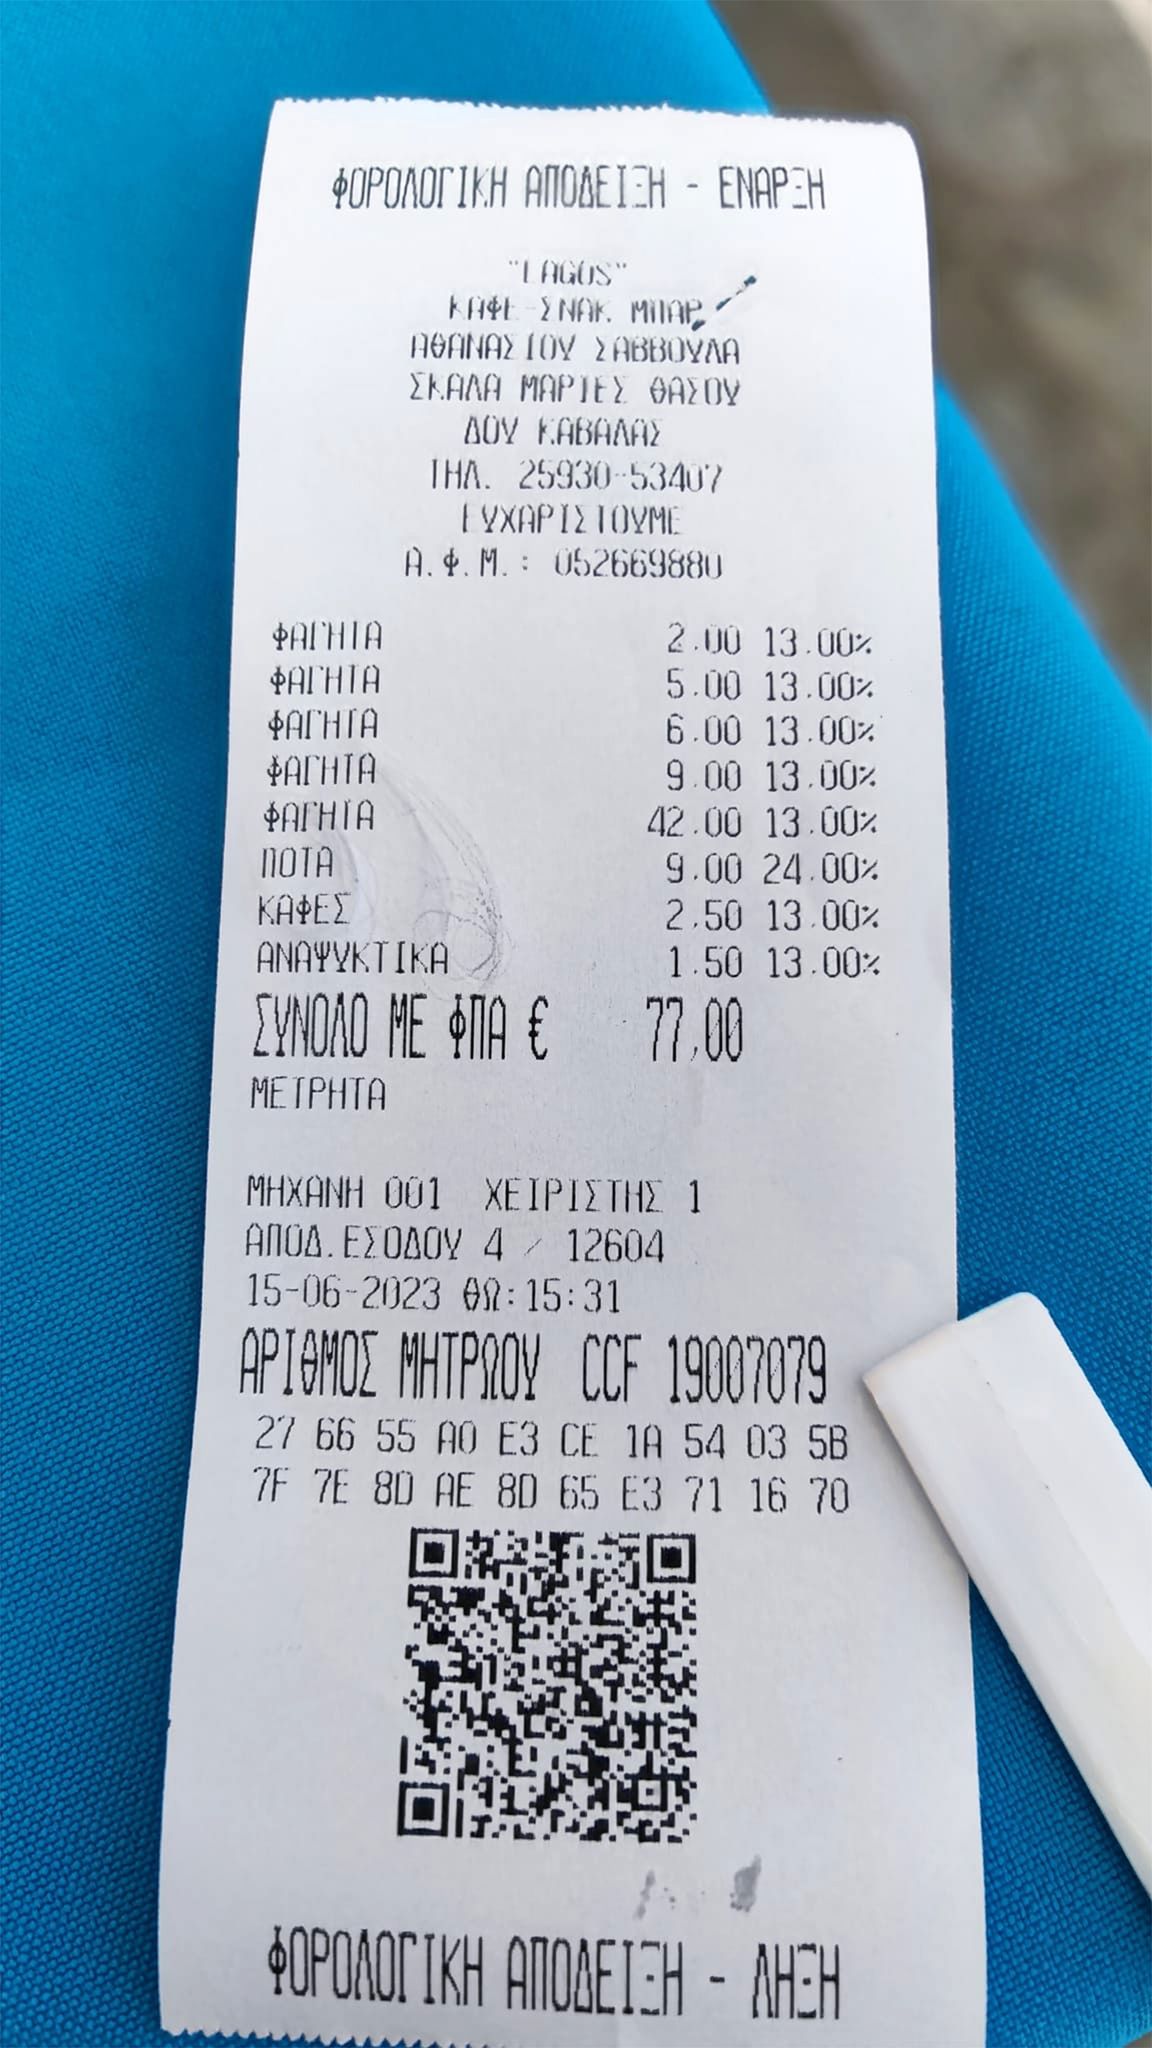 ΦΟΡΟΛΟΓΙΚΗ ΑΠΟΔΕΙΞΗ - ΕΝΑΡΞΗ
"LAGOS"
ΚΑΦΕ-ΣΝΑΚ ΜΠΑΡ
ΑΘΑΝΑΣΙΟΥ ΣΑΒΒΟΥΛΑ
ΣΚΑΛΑ ΜΑΡΙΕΣ ΘΑΣΟΥ
ΔΟΥ ΚΑΒΑΛΑΣ
ΤΗΛ. 25930-53407
ΕΥΧΑΡΙΣΤΟΥΜΕ
Α.Φ.Μ.: 052669880
ΦΑΓΗΤΑ 2.00 13.00%
ΦΑΓΗΤΑ 5.00 13.00%
ΦΑΓΗΤΑ 6.00 13.00%
ΦΑΓΗΤΑ 9.00 13.00%
ΦΑΓΗΤΑ 42.00 13.00%
ΠΟΤΑ 9.00 24.00%
ΚΑΦΕΣ 2,50 13.00%
ΑΝΑΨΥΚΤΙΚΑ 1.50 13.00%
ΣΥΝΟΛΟ ΜΕ ΦΠΑ € 77,00
ΜΕΤΡΗΤΑ
ΜΗΧΑΝΗ 001 ΧΕΙΡΙΣΤΗΣ 1
ΑΠΟΔ.ΕΣΟΔΟΥ 4 / 12604
15-06-2023 ΘΩ:15:31
ΑΡΙΘΜΟΣ ΜΗΤΡΩΟΥ CCF 19007079
27 66 55 A0 E3 CE 1A 54 03 5B
7F 7E 8D AE 8D 65 E3 71 16 70
ΦΟΡΟΛΟΓΙΚΗ ΑΠΟΔΕΙΞΗ - ΛΗΞΗ